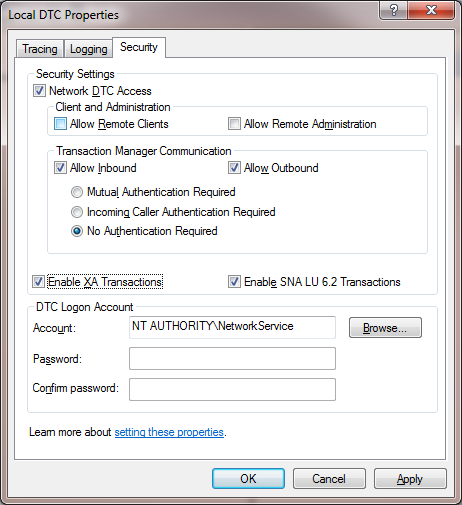 Local DTC Properties
?
Tracing Logging Security
Security Settings
Network DTC Access
Client and Administration
Allow Remote Clients Allow Remote Administration
Transaction Manager Communication
Allow Inbound Allow Outbound
Mutual Authentication Required
Incoming Caller Authentication Required
No Authentication Required
Enable XA Transactions Enable SNA LU 6.2 Transactions
DTC Logon Account
Account: NT AUTHORITY\NetworkService Browse...
Password:
Confirm password:
Learn more about setting these properties.
OK Cancel Apply